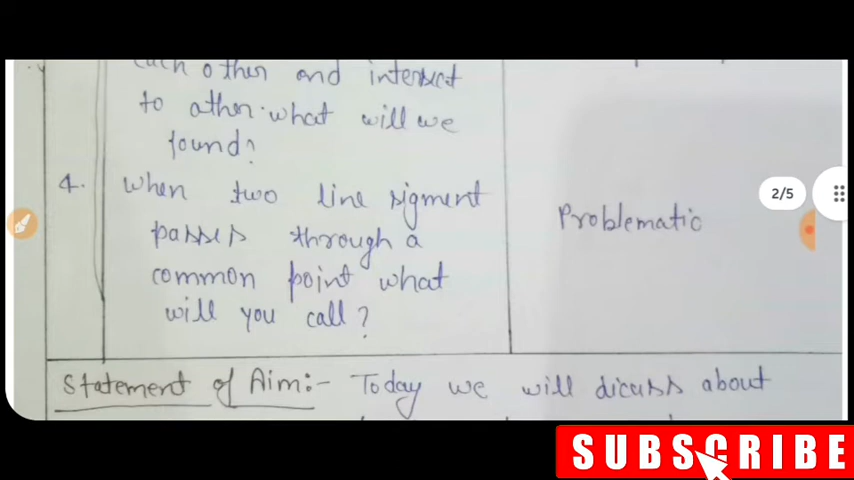 each other and intersect
to athor. what will we
found?
4. When two line sigment
passes through a
common point what
will you call?
Problematic
2/5
Statement of Aim:- Today we will dicuss about
SUBSCRIBE